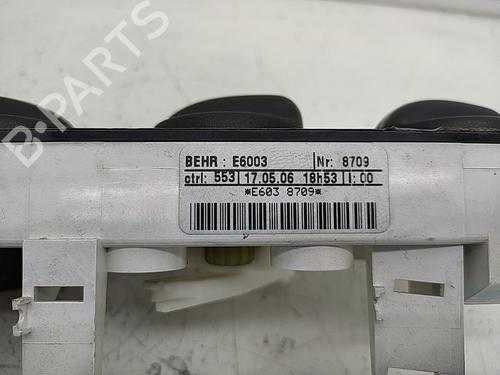 B-PARTS
BEHR : E6003 Nr: 8709
ctrl: 553 17.05.06 18h53 I: 00
*E603 8709*